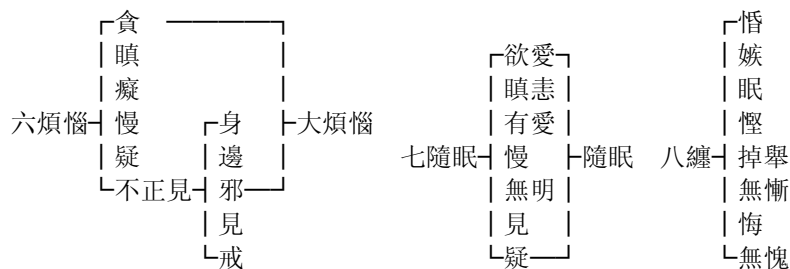 貪 惛
瞋 欲愛 嫉
癡 瞋恚 眠
六煩惱 慢 身 大煩惱 有愛 慳
疑 邊 七隨眠 慢 隨眠 八纏 掉舉
不正見 邪 無明 無慚
見 見 悔
戒 疑 無愧